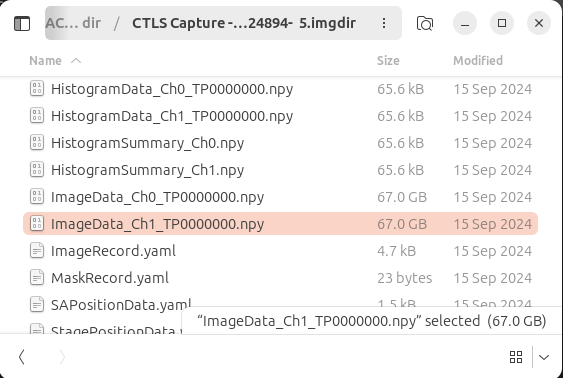 AC... dir / CTLS Capture -...24894- 5.imgdir
Name Size Modified
HistogramData_Ch0_TP0000000.npy 65.6 kB 15 Sep 2024
HistogramData_Ch1_TP0000000.npy 65.6 kB 15 Sep 2024
HistogramSummary_Ch0.npy 65.6 kB 15 Sep 2024
HistogramSummary_Ch1.npy 65.6 kB 15 Sep 2024
ImageData_Ch0_TP0000000.npy 67.0 GB 15 Sep 2024
ImageData_Ch1_TP0000000.npy 67.0 GB 15 Sep 2024
ImageRecord.yaml 4.7 kB 15 Sep 2024
MaskRecord.yaml 23 bytes 15 Sep 2024
SAPositionData.yaml 1.5 kB 15 Sep 2024
StagePositionData.
“ImageData_Ch1_TP0000000.npy” selected (67.0 GB)